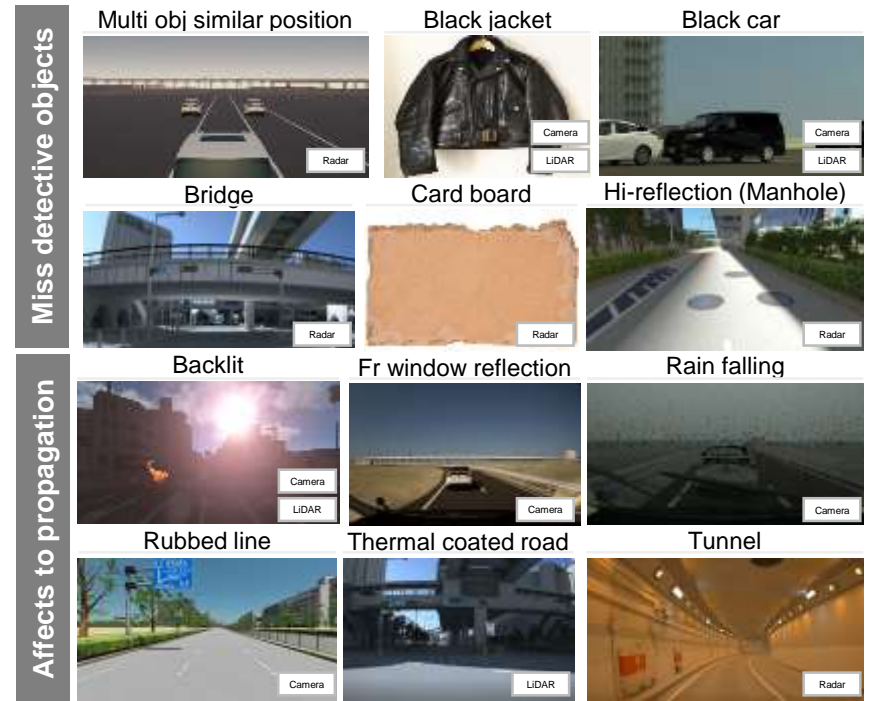 Miss detective objects
Multi obj similar position
Black jacket
Black car
Radar
Camera
LiDAR
Camera
LiDAR
Bridge
Card board
Hi-reflection (Manhole)
Radar
Radar
Radar
Affects to propagation
Backlit
Fr window reflection
Rain falling
Camera
LiDAR
Camera
Camera
Rubbed line
Thermal coated road
Tunnel
Camera
LiDAR
Radar